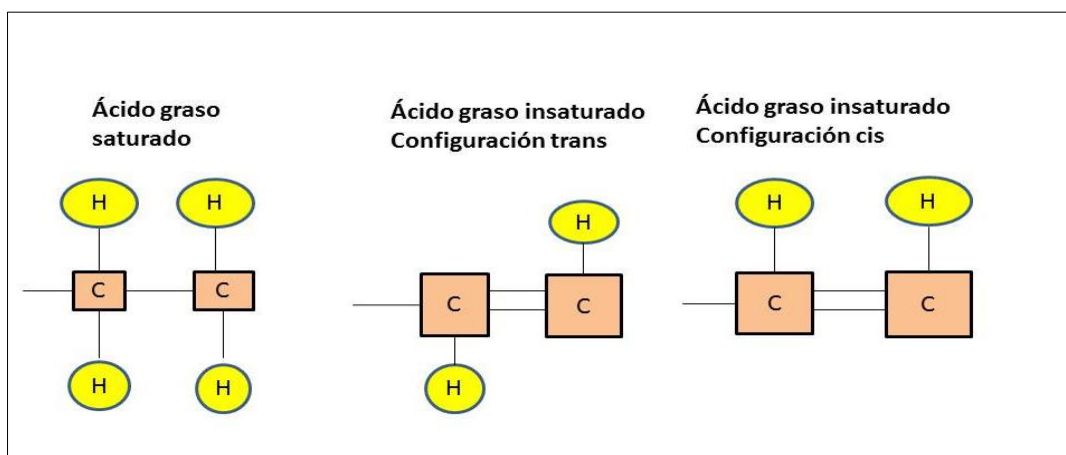 Ácido graso
saturado
Ácido graso insaturado
Configuración trans
Ácido graso insaturado
Configuración cis
H
H
C
C
H
H
H
C
C
H
H
H
C
C